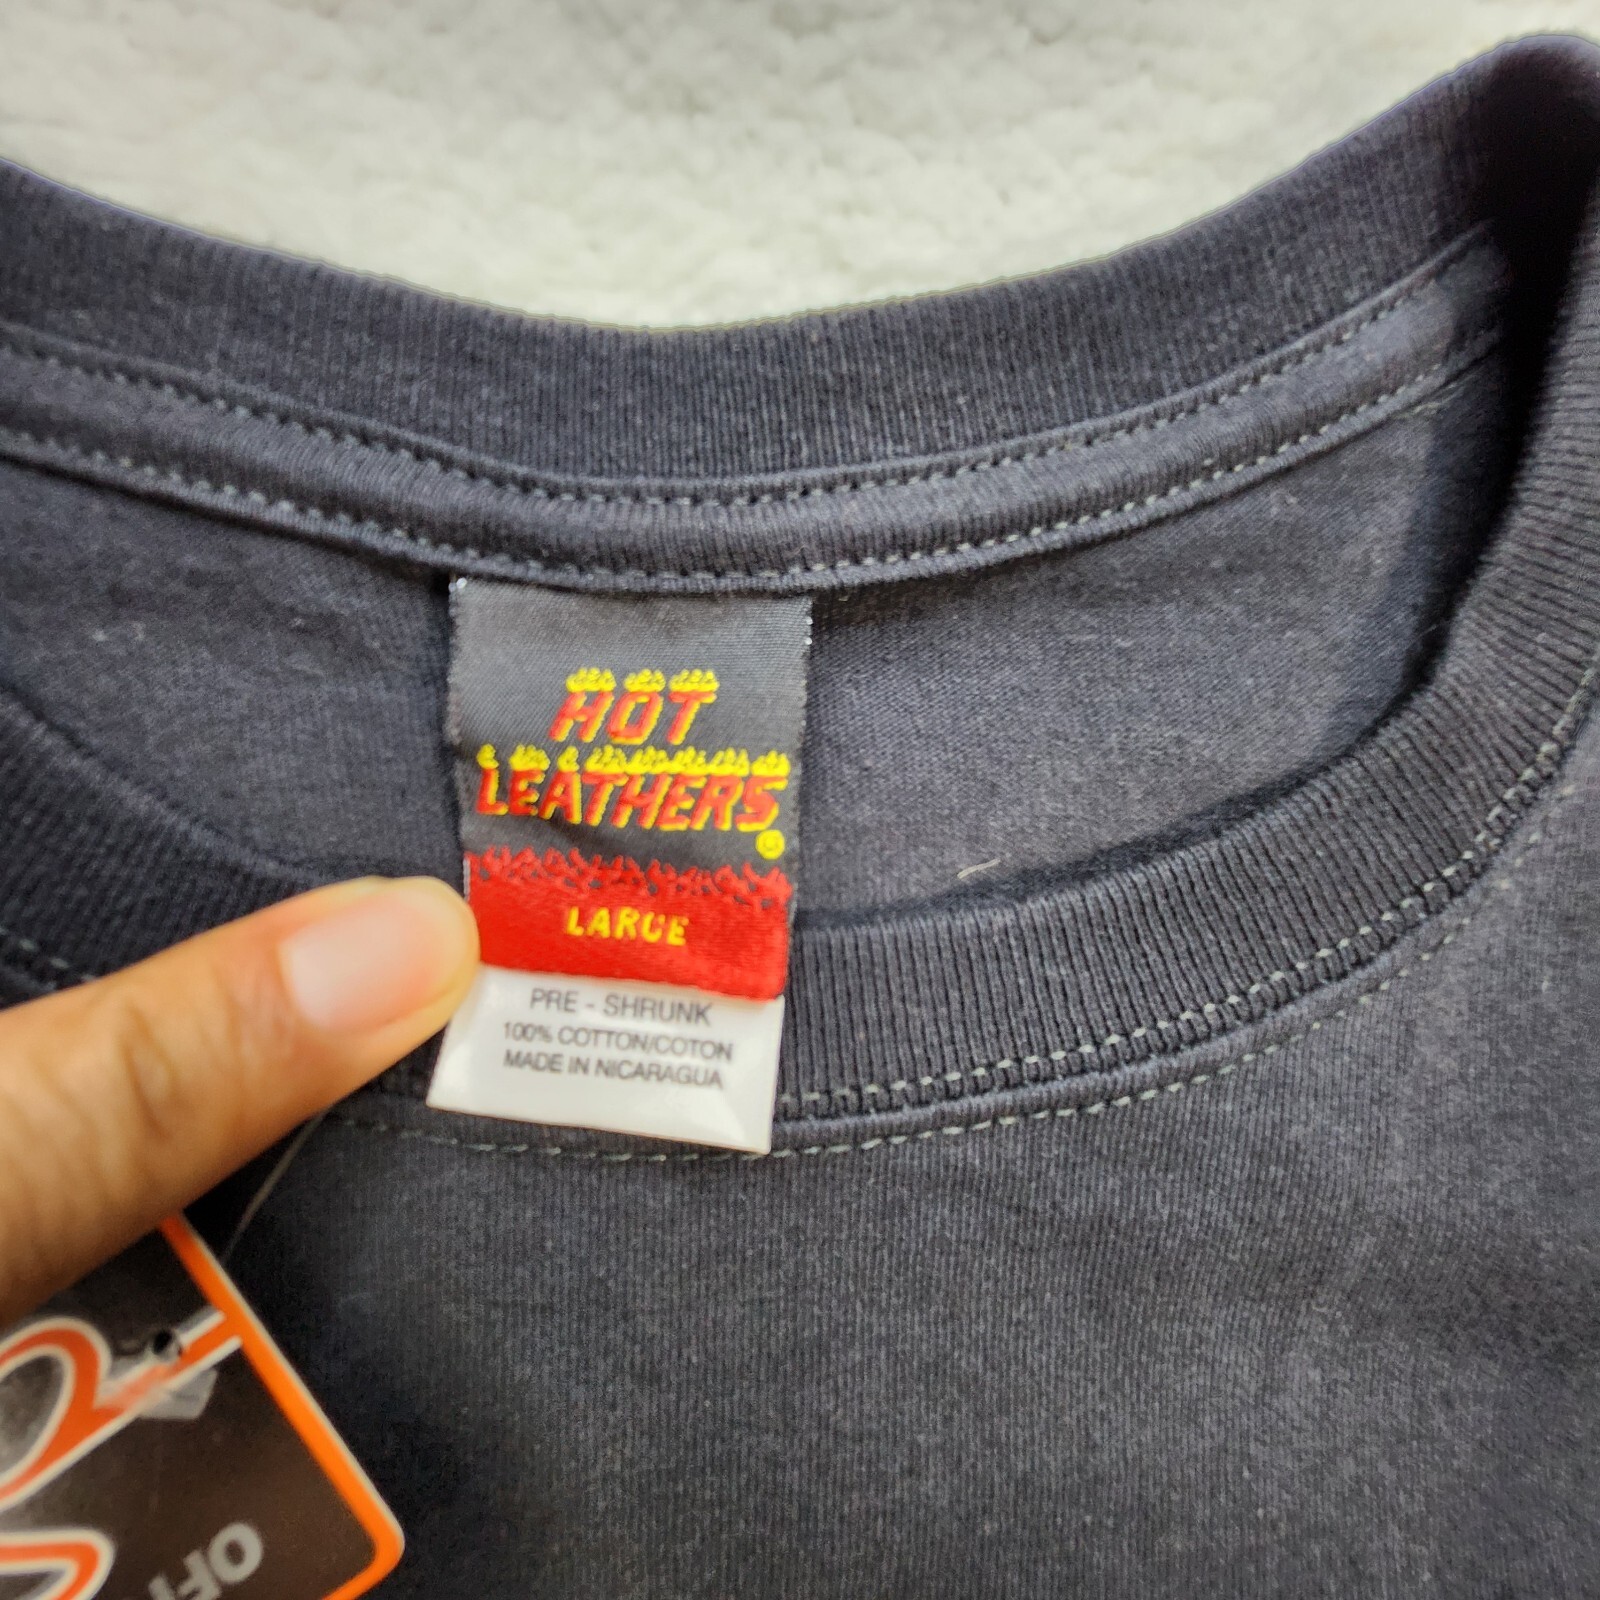 HOT
LEATHERS
LARGE
PRE - SHRUNK
100% COTTON/COTON
MADE IN NICARAGUA